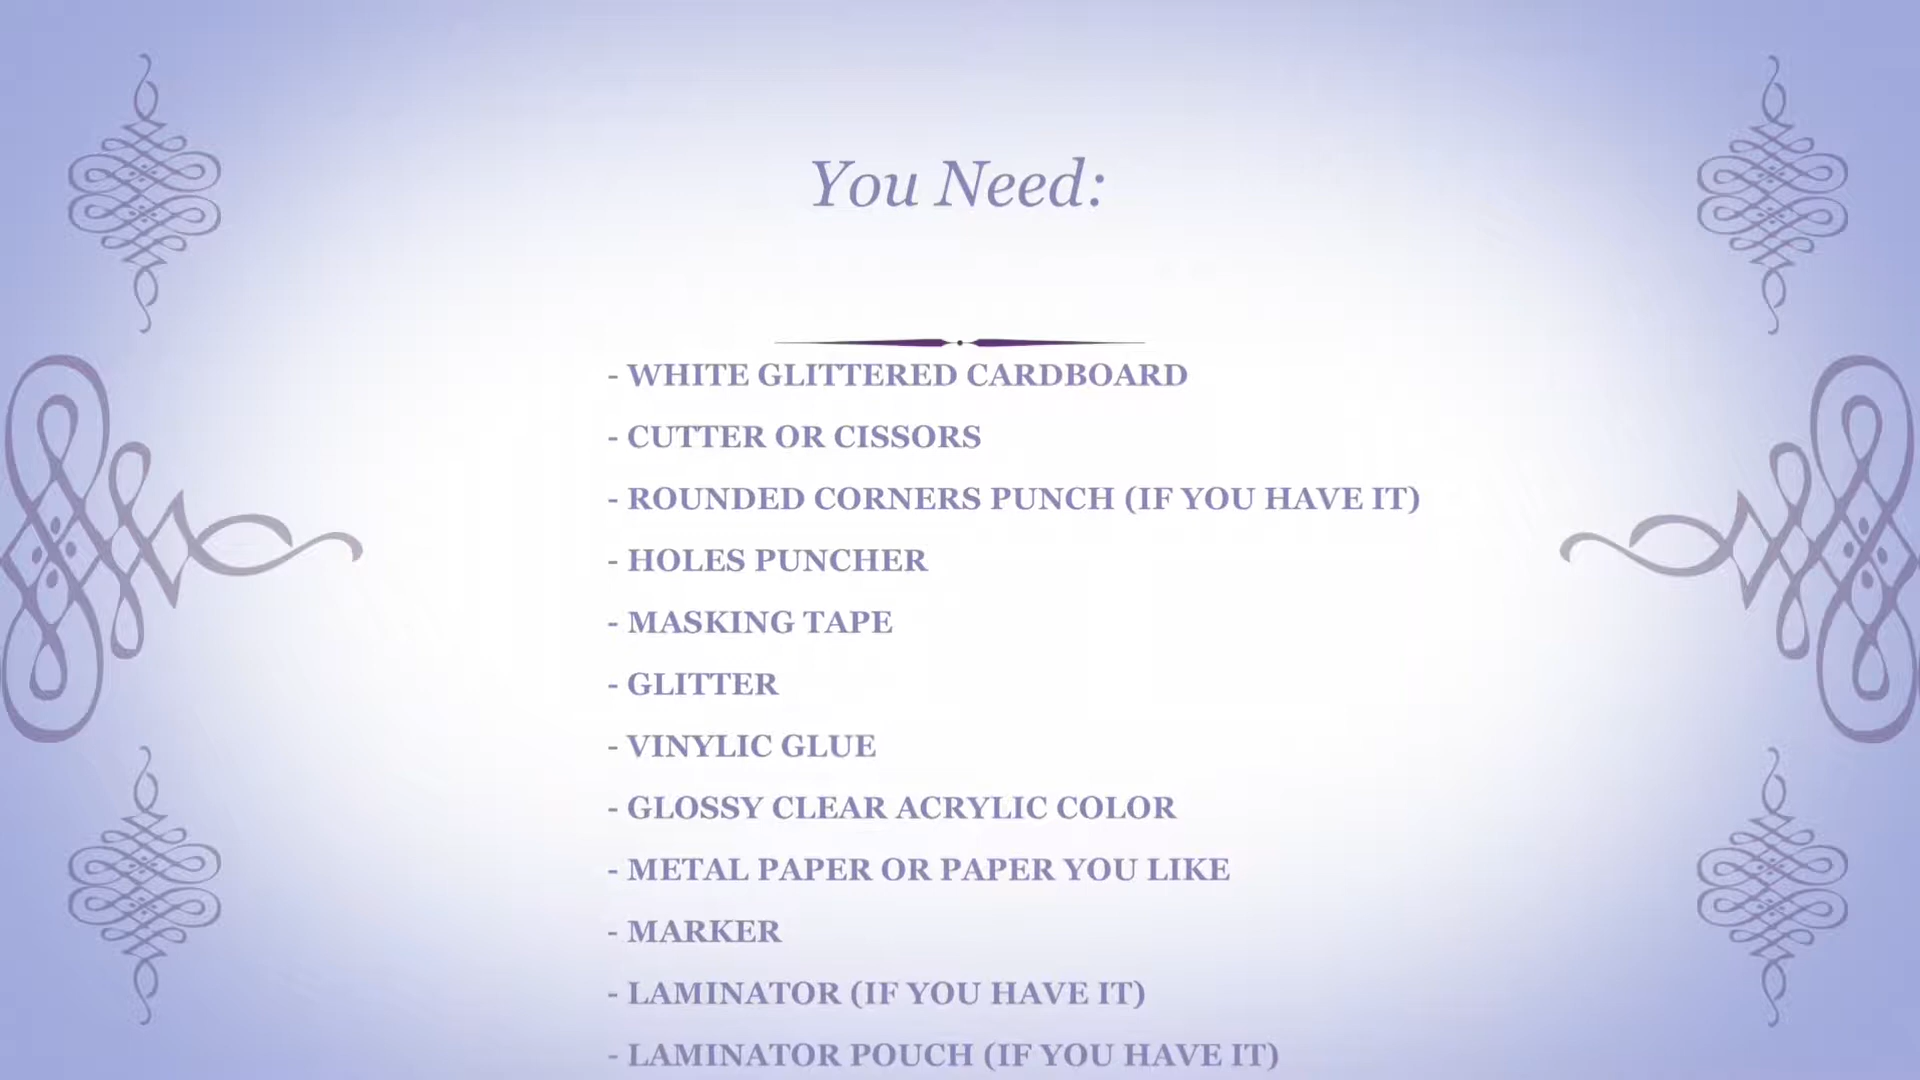 You Need:
- WHITE GLITTERED CARDBOARD
- CUTTER OR CISSORS
- ROUNDED CORNERS PUNCH (IF YOU HAVE IT)
- HOLES PUNCHER
- MASKING TAPE
- GLITTER
- VINYLIC GLUE
- GLOSSY CLEAR ACRYLIC COLOR
- METAL PAPER OR PAPER YOU LIKE
- MARKER
- LAMINATOR (IF YOU HAVE IT)
- LAMINATOR POUCH (IF YOU HAVE IT)